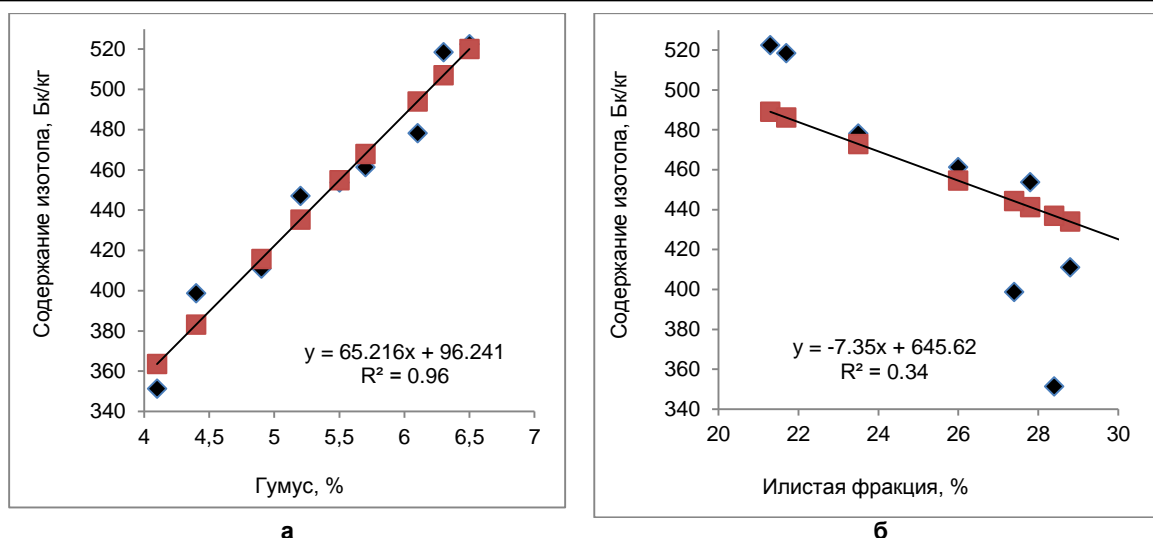 Содержание изотопа, Бк/кг
520
500
480
460
440
420
400
380
360
340
y = 65.216x + 96.241
R² = 0.96
4 4,5 5 5,5 6 6,5 7
Гумус, %
а
Содержание изотопа, Бк/кг
520
500
480
460
440
420
400
380
360
340
y = -7.35x + 645.62
R² = 0.34
20 22 24 26 28 30
Илистая фракция, %
б